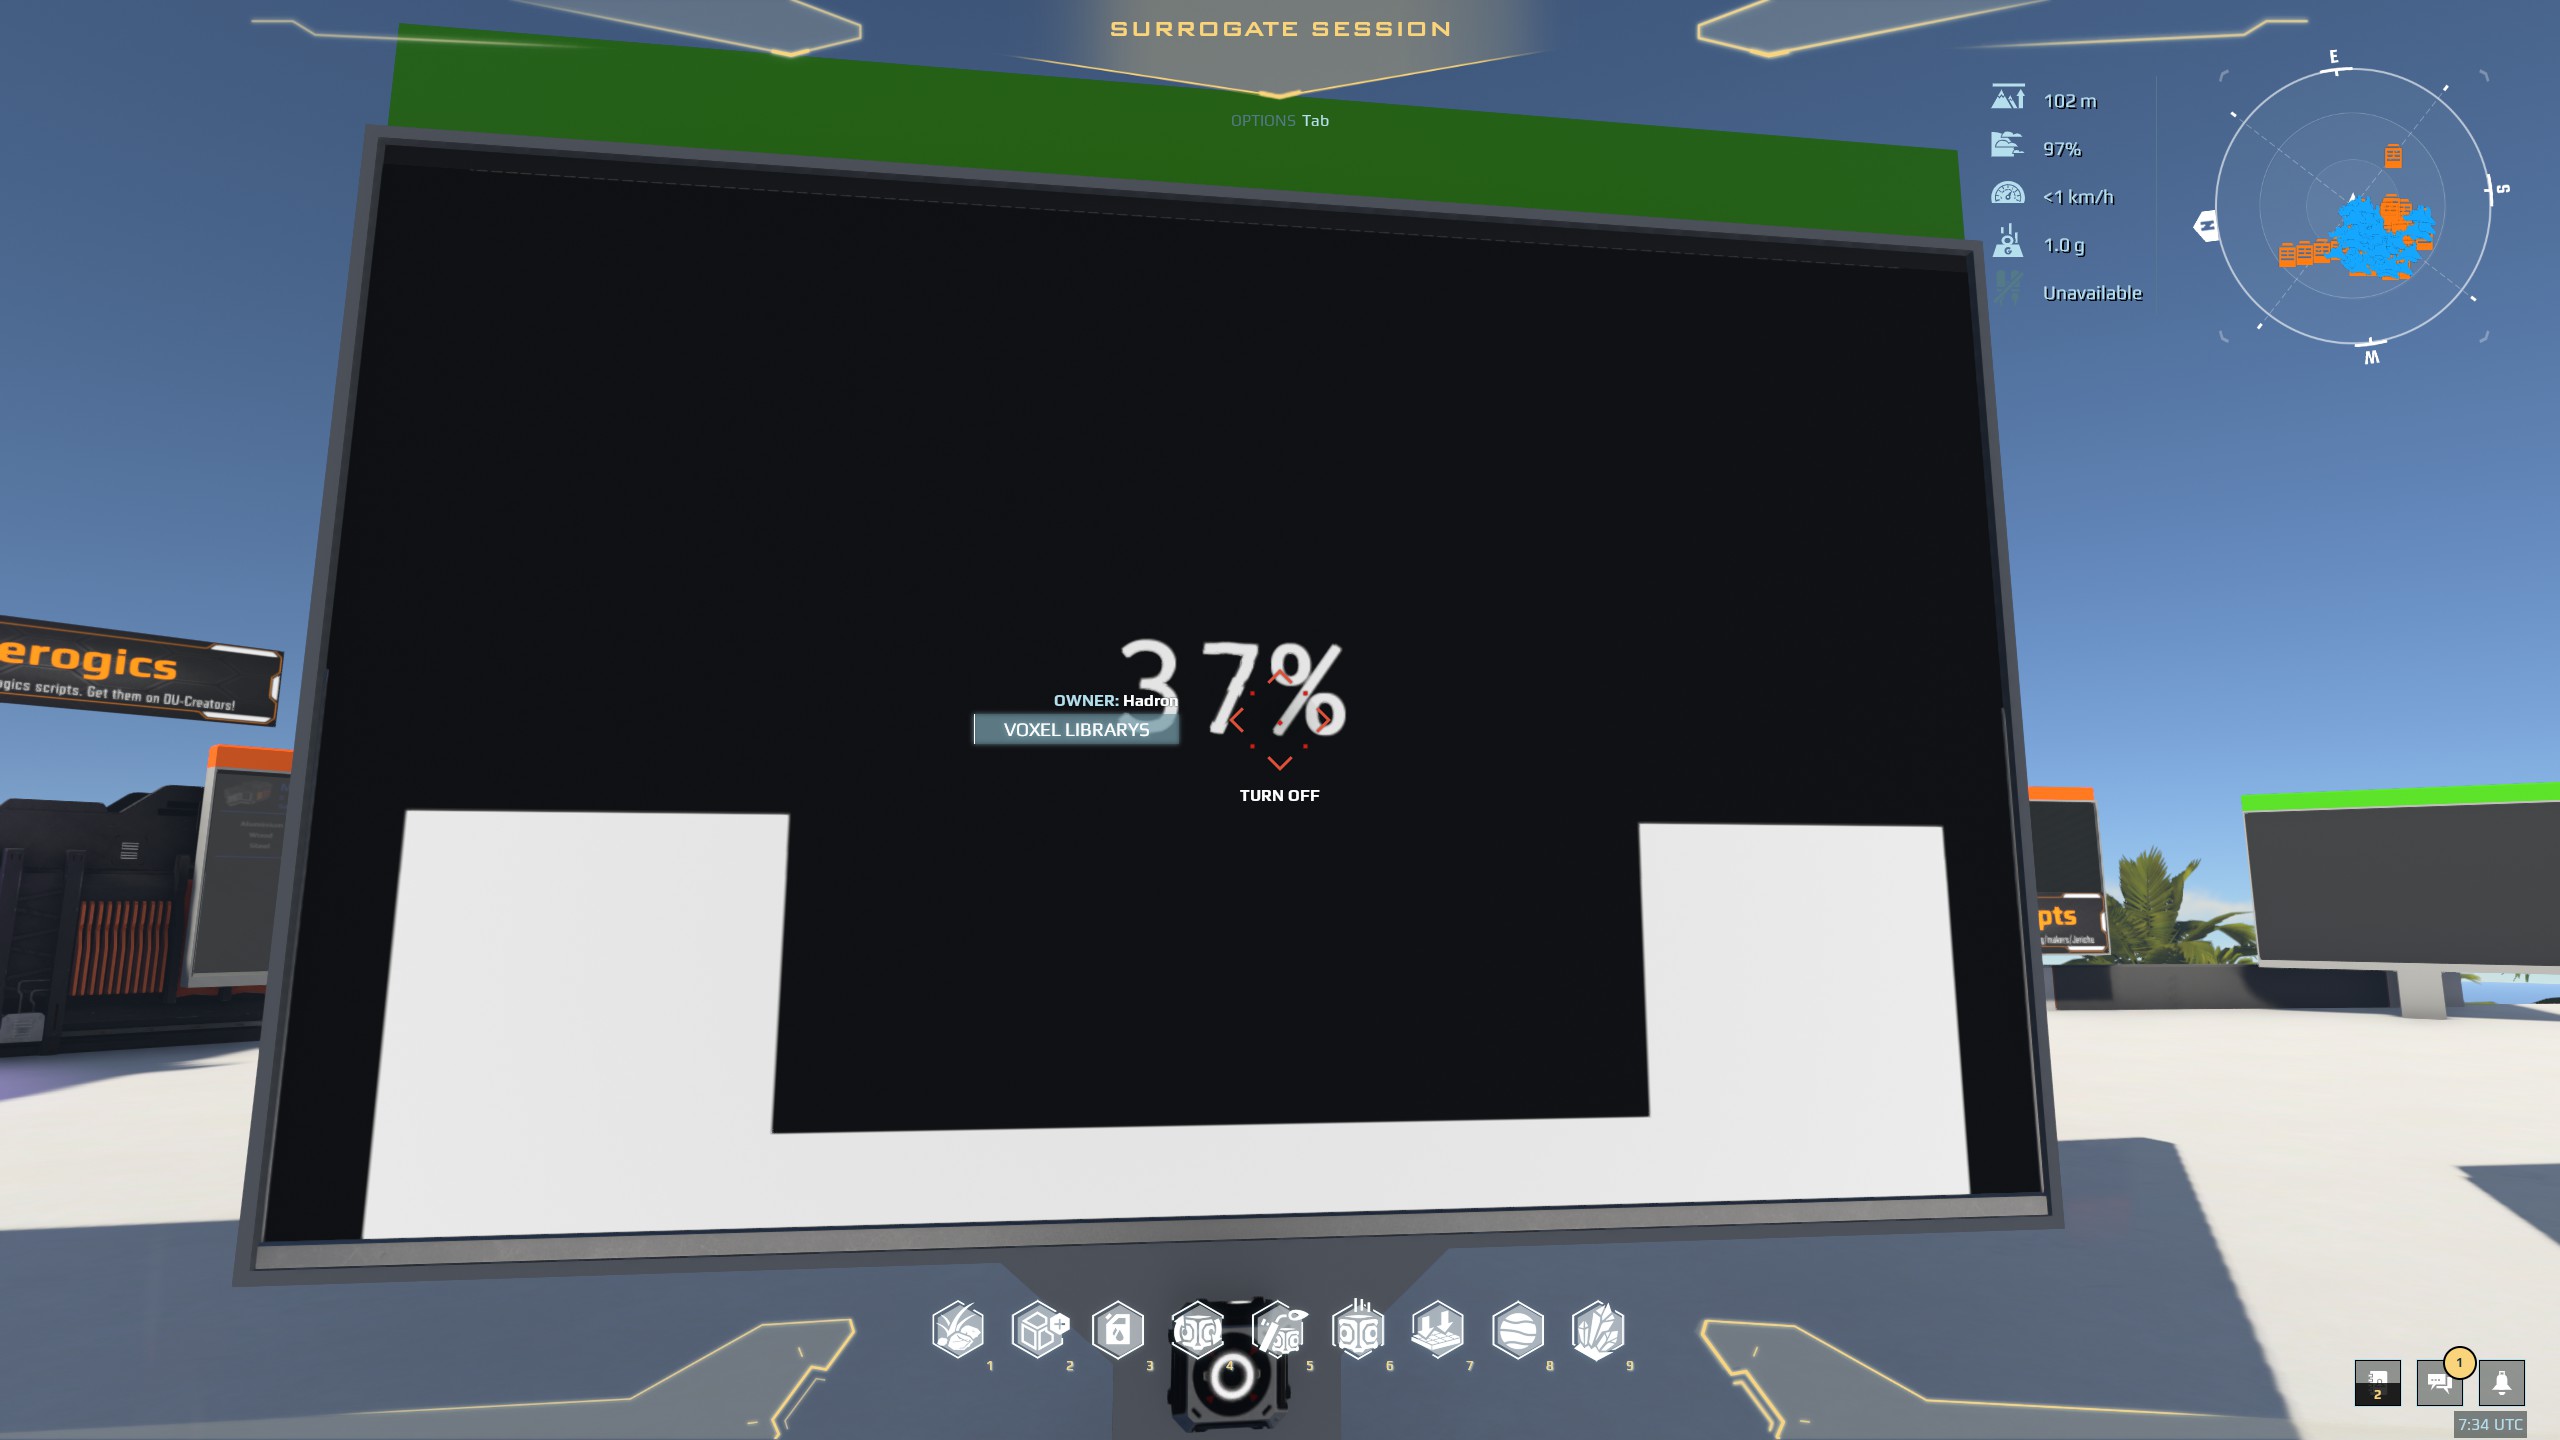 SURROGATE SESSION
OPTIONS Tab
E
S
W
N
102 m
97%
<1 km/h
1.0 g
Unavailable
37%
OWNER: Hadron
VOXEL LIBRARYS
TURN OFF
erogics
gics scripts. Get them on DU-Creators!
pts
1
2
3
4
5
6
7
8
9
2
1
7:34 UTC